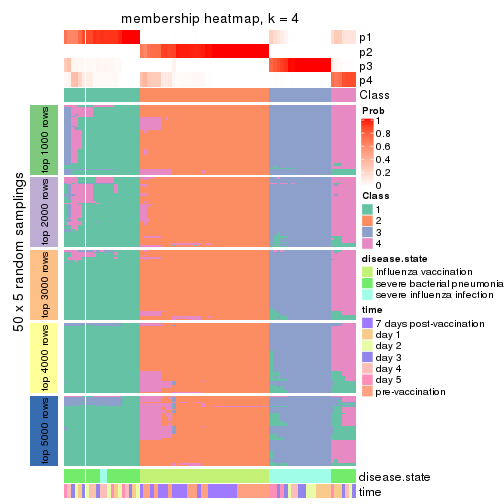 membership heatmap, k = 4
p1
p2
p3
p4
Class
50 x 5 random samplings
top 1000 rows
top 2000 rows
top 3000 rows
top 4000 rows
top 5000 rows
disease.state
time
Prob
1
0.8
0.6
0.4
0.2
0
Class
1
2
3
4
disease.state
influenza vaccination
severe bacterial pneumonia
severe influenza infection
time
7 days post-vaccination
day 1
day 2
day 3
day 4
day 5
pre-vaccination